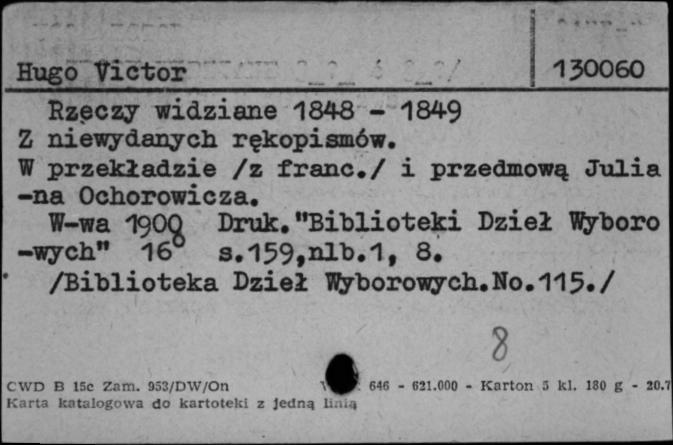 Hugo Victor 130060
Rzeczy widziane 1848 - 1849
Z niewydanych rękopismów.
W przekładzie /z franc./ i przedmową Julia
-na Ochorowicza.
W-wa 1900 Druk."Biblioteki Dzieł Wyboro
-wych" 16° s.159,nlb.1, 8.
/Biblioteka Dzieł Wyborowych.No.115./
8
CWD B 15c Zam. 953/DW/On 646 - 621.000 - Karton 5 kl. 180 g - 20.7
Karta katalogowa do kartoteki z jedną linią